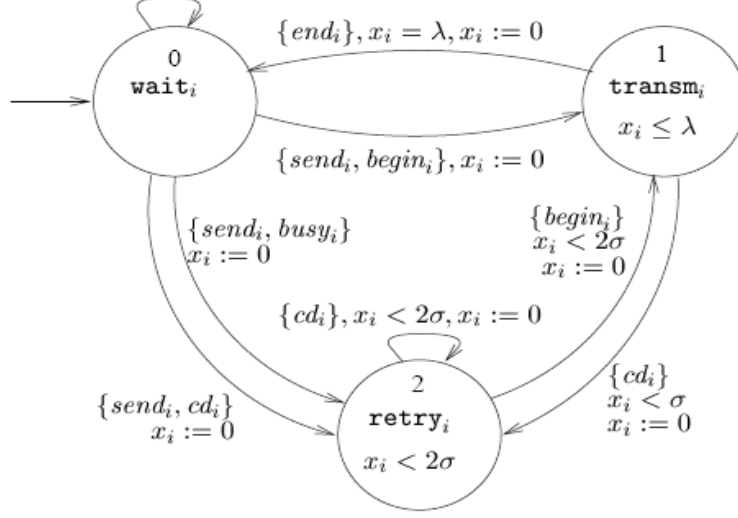 {end_i}, x_i = λ, x_i := 0
0
wait_i
1
transm_i
x_i ≤ λ
{send_i, begin_i}, x_i := 0
{send_i, busy_i}
x_i := 0
{begin_i}
x_i < 2σ
x_i := 0
{cd_i}, x_i < 2σ, x_i := 0
{send_i, cd_i}
x_i := 0
2
retry_i
x_i < 2σ
{cd_i}
x_i < σ
x_i := 0